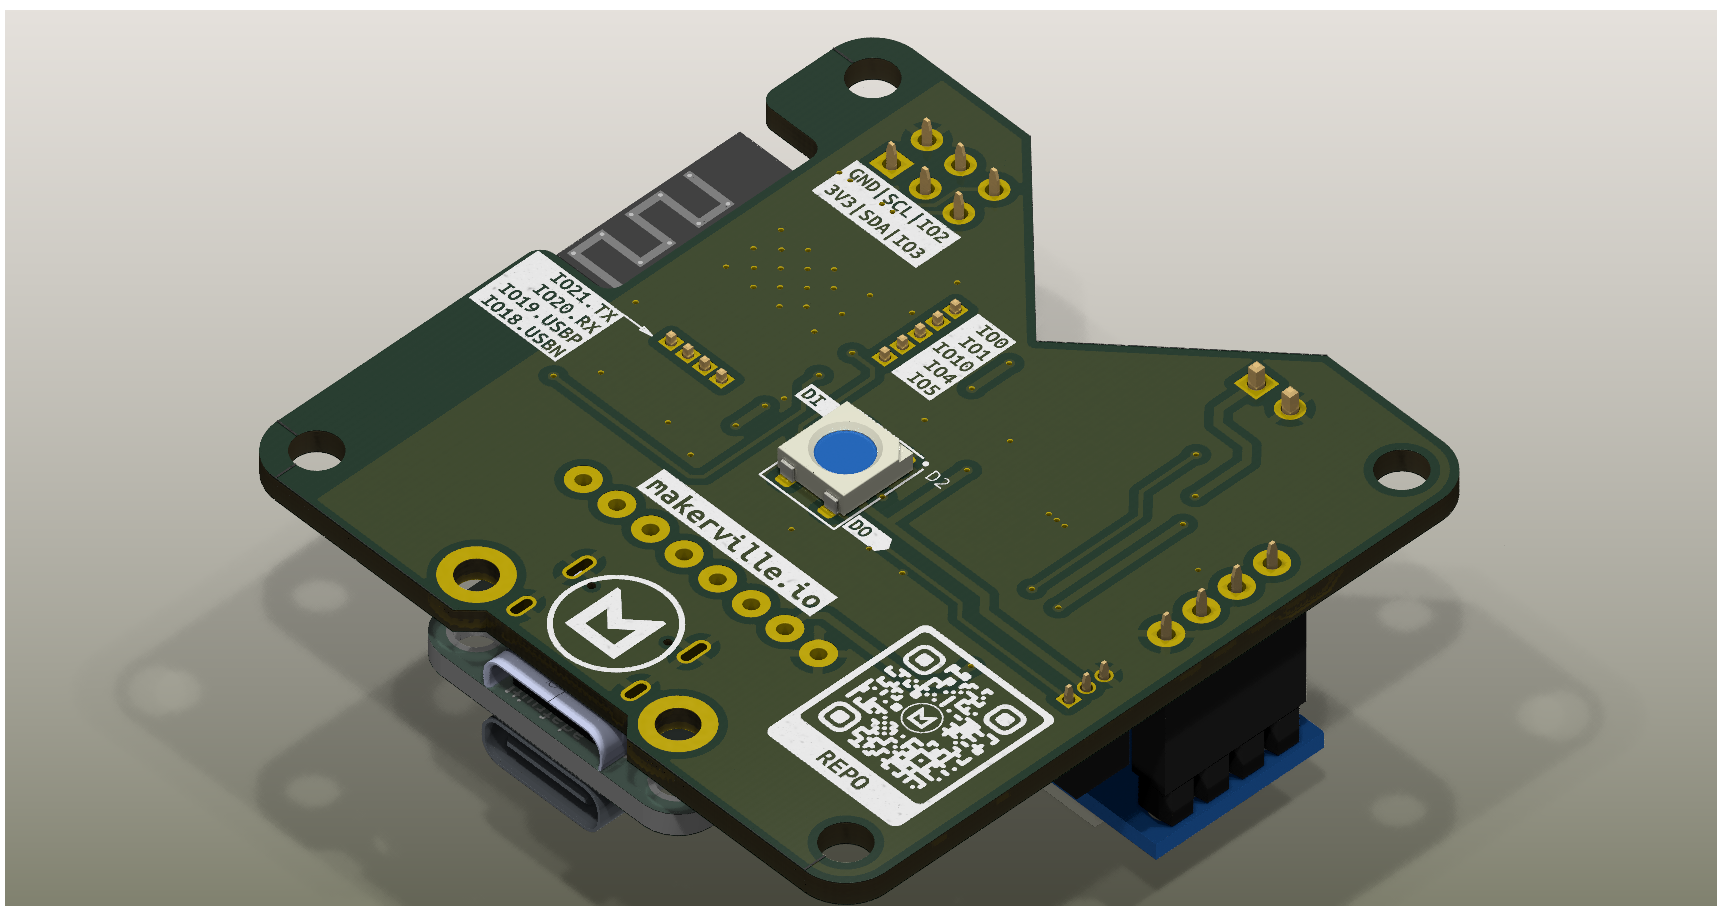 GND|SCL|IO2
3V3|SDA|IO3
IO21.TX
IO20.RX
IO19.USBP
IO18.USBN
IO0
IO1
IO10
IO4
IO5
DI
D2
DO
makerville.io
REPO